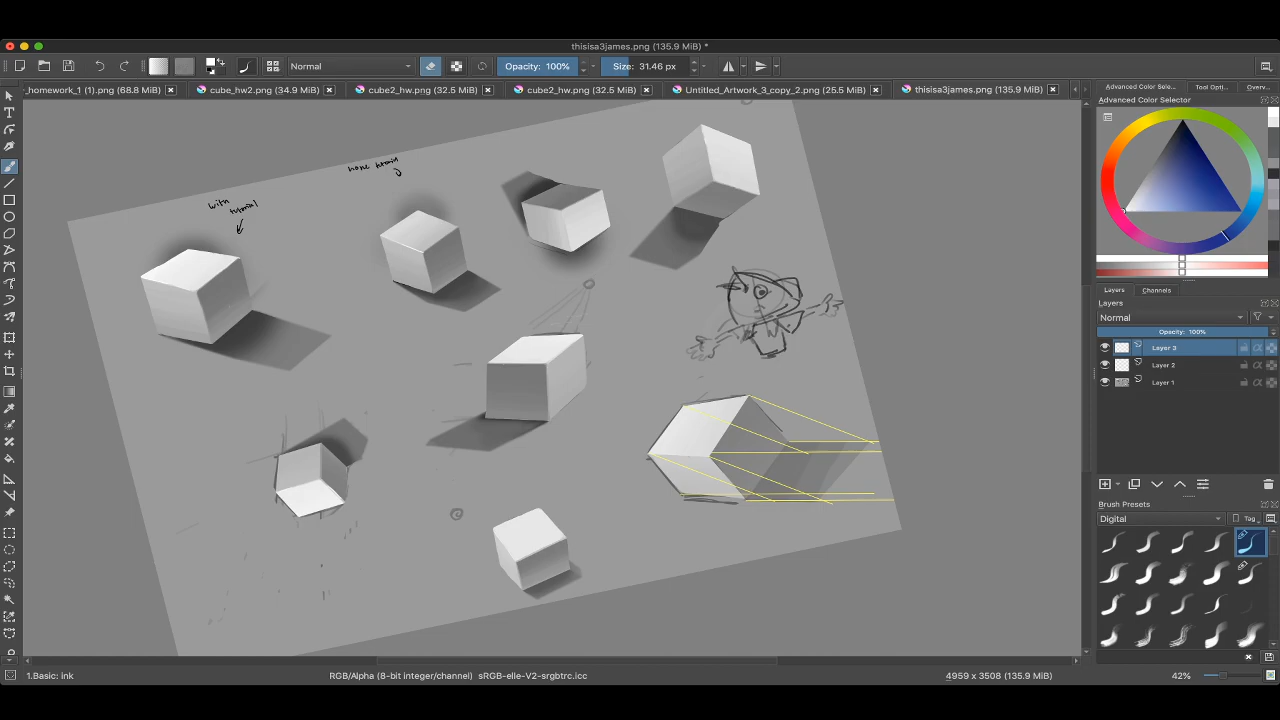 thisisa3james.png (135.9 MiB) *
Normal
Opacity: 100%
Size: 31.46 px
_homework_1 (1).png (68.8 MiB)
cube_hw2.png (34.9 MiB)
cube2_hw.png (32.5 MiB)
cube2_hw.png (32.5 MiB)
Untitled_Artwork_3_copy_2.png (25.5 MiB)
thisisa3james.png (135.9 MiB)
Advanced Color Sele...
Tool Opti...
Overv...
Advanced Color Selector
with
tutorial
Layers
Channels
Layers
Normal
Opacity: 100%
Layer 3
Layer 2
Layer 1
Brush Presets
Digital
Tag
1.Basic: ink
RGB/Alpha (8-bit integer/channel) sRGB-elle-V2-srgbtrc.icc
4959 x 3508 (135.9 MiB)
42%